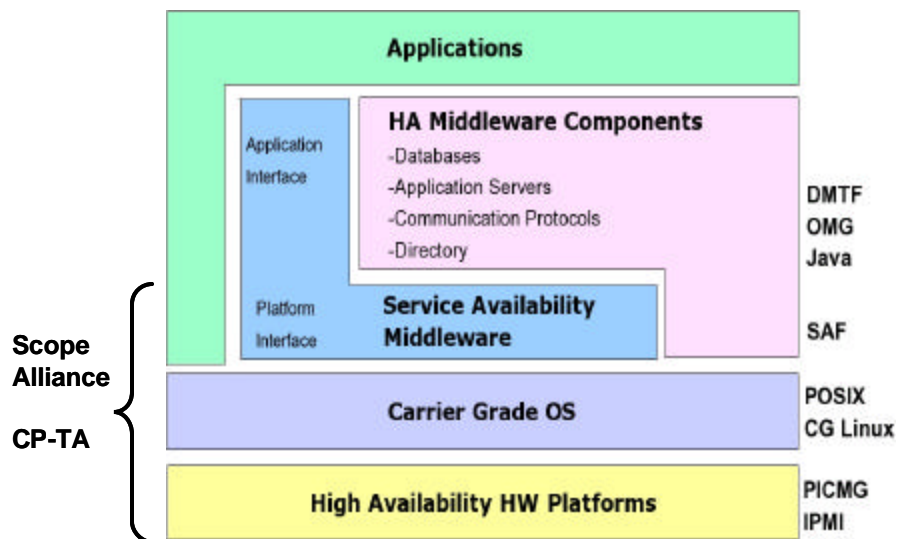 Applications
Application
Interface
HA Middleware Components
-Databases
-Application Servers
-Communication Protocols
-Directory
DMTF
OMG
Java
Platform
Interface
Service Availability
Middleware
SAF
Scope
Alliance
CP-TA
Carrier Grade OS
POSIX
CG Linux
High Availability HW Platforms
PICMG
IPMI